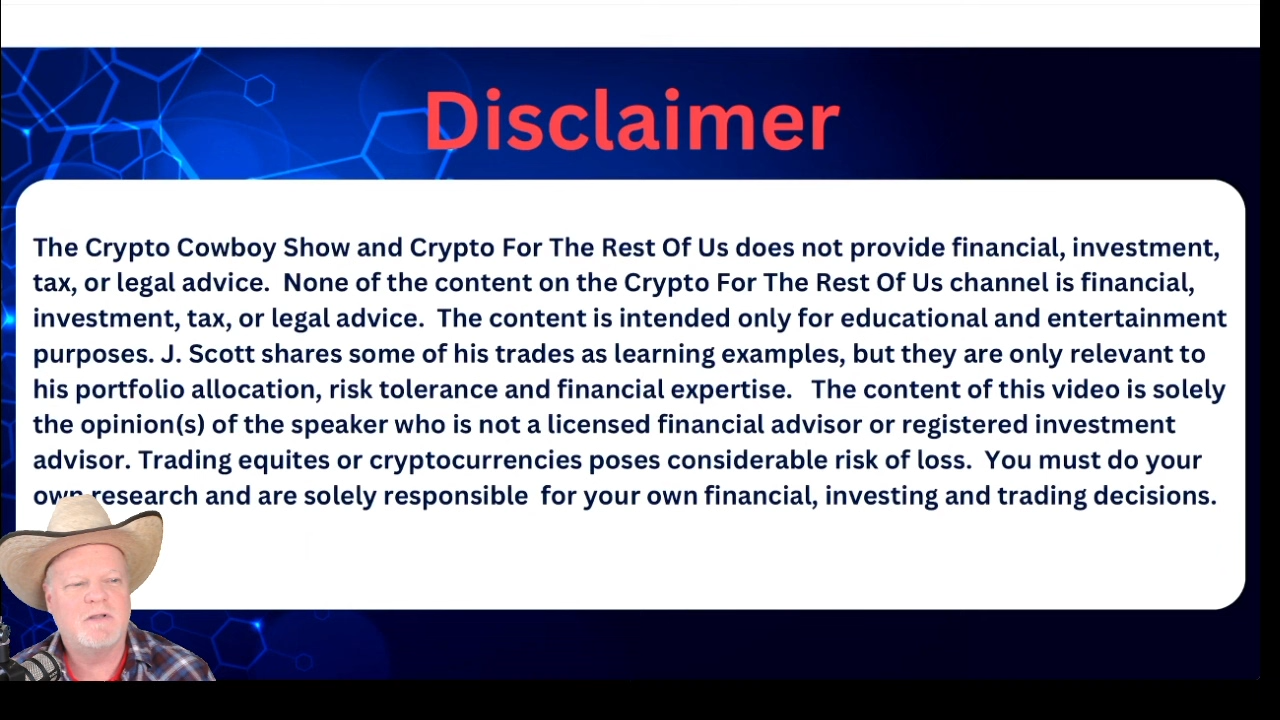 Disclaimer
The Crypto Cowboy Show and Crypto For The Rest Of Us does not provide financial, investment,
tax, or legal advice.  None of the content on the Crypto For The Rest Of Us channel is financial,
investment, tax, or legal advice.  The content is intended only for educational and entertainment
purposes. J. Scott shares some of his trades as learning examples, but they are only relevant to
his portfolio allocation, risk tolerance and financial expertise.   The content of this video is solely
the opinion(s) of the speaker who is not a licensed financial advisor or registered investment
advisor. Trading equites or cryptocurrencies poses considerable risk of loss.  You must do your
own research and are solely responsible  for your own financial, investing and trading decisions.